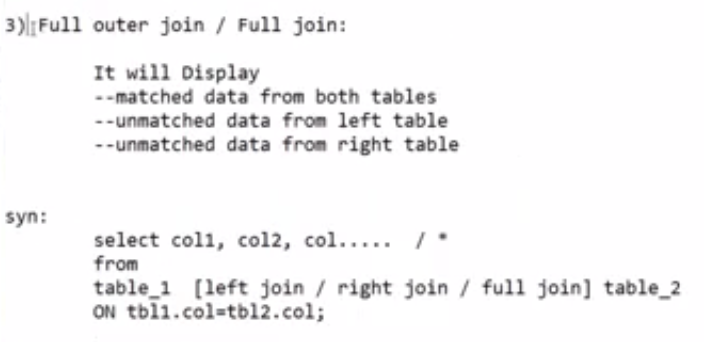 3) Full outer join / Full join:
It will Display
--matched data from both tables
--unmatched data from left table
--unmatched data from right table
syn:
select col1, col2, col..... / *
from
table_1 [left join / right join / full join] table_2
ON tbl1.col=tbl2.col;